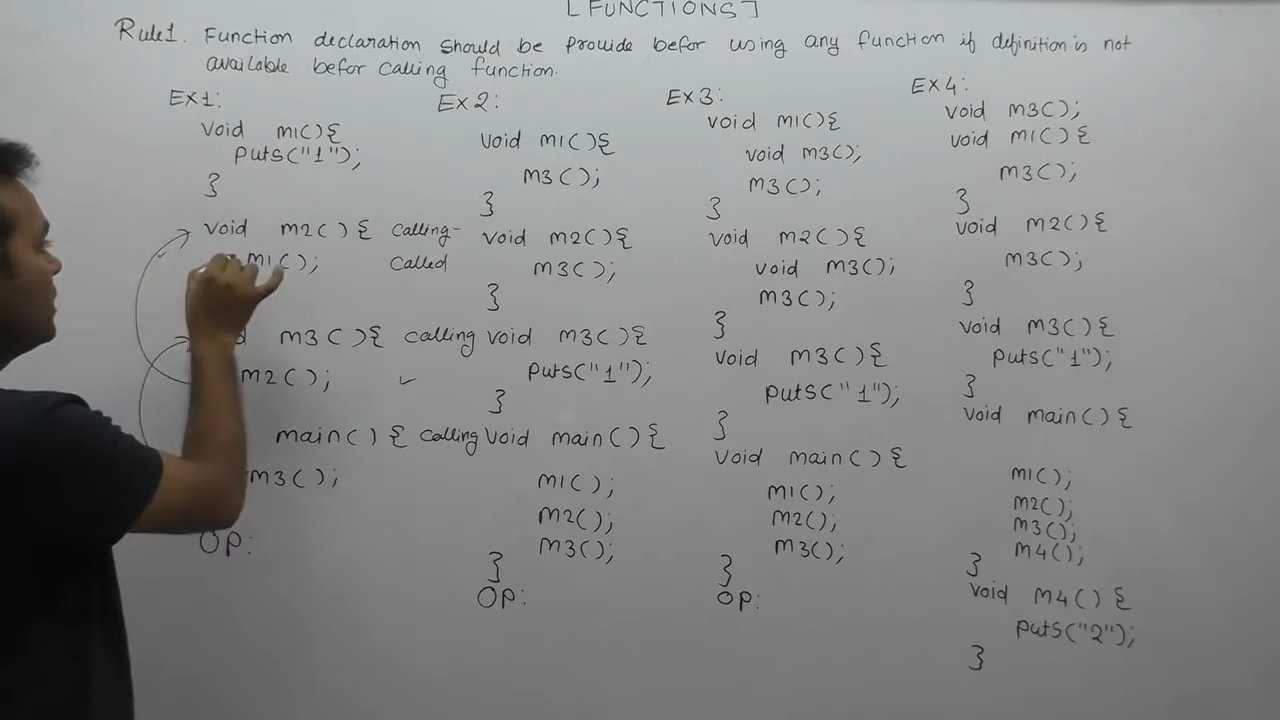 [FUNCTIONS]
Rule1. Function declaration should be provide befor using any function if definition is not
available befor calling function.
EX1:
void m1(){
puts("1");
}
void m2(){ calling-
m1(); called
m3(){ calling
m2(); ✓
main(){ calling
m3();
OP:
EX2:
void m1(){
m3();
}
void m2(){
m3();
}
void m3(){
puts("1");
}
void main(){
m1();
m2();
m3();
}
OP:
EX3:
void m1(){
void m3();
m3();
}
void m2(){
void m3();
m3();
}
void m3(){
puts("1");
}
void main(){
m1();
m2();
m3();
}
OP:
EX4:
void m3();
void m1(){
m3();
}
void m2(){
m3();
}
void m3(){
puts("1");
}
void main(){
m1();
m2();
m3();
m4();
}
void m4(){
puts("2");
}